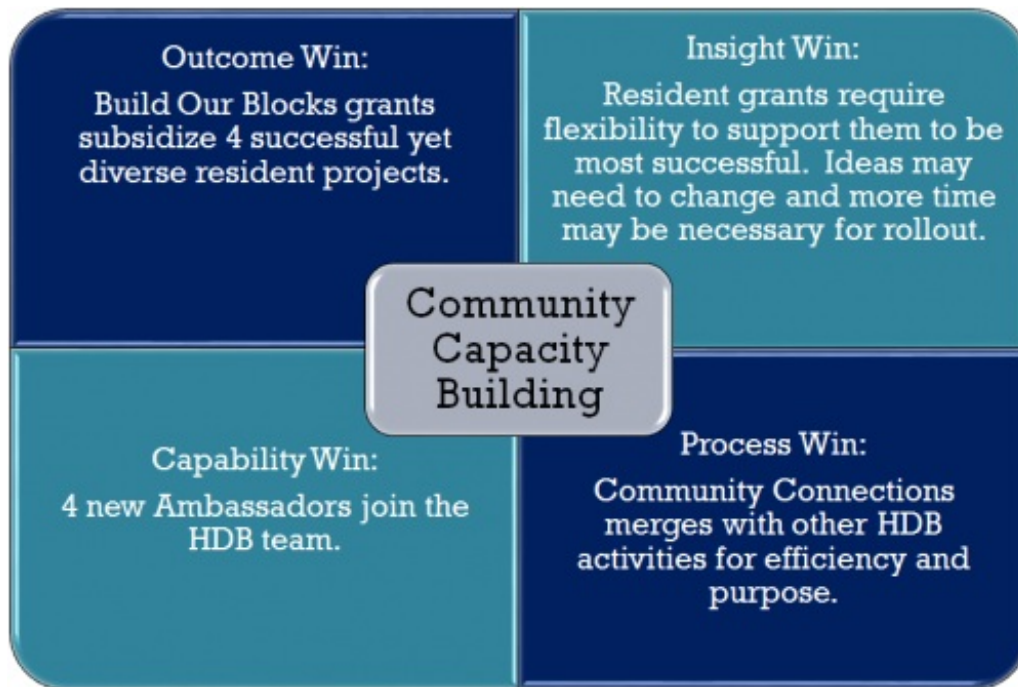 Outcome Win:
Build Our Blocks grants
subsidize 4 successful yet
diverse resident projects.
Insight Win:
Resident grants require
flexibility to support them to be
most successful.  Ideas may
need to change and more time
may be necessary for rollout.
Community
Capacity
Building
Capability Win:
4 new Ambassadors join the
HDB team.
Process Win:
Community Connections
merges with other HDB
activities for efficiency and
purpose.